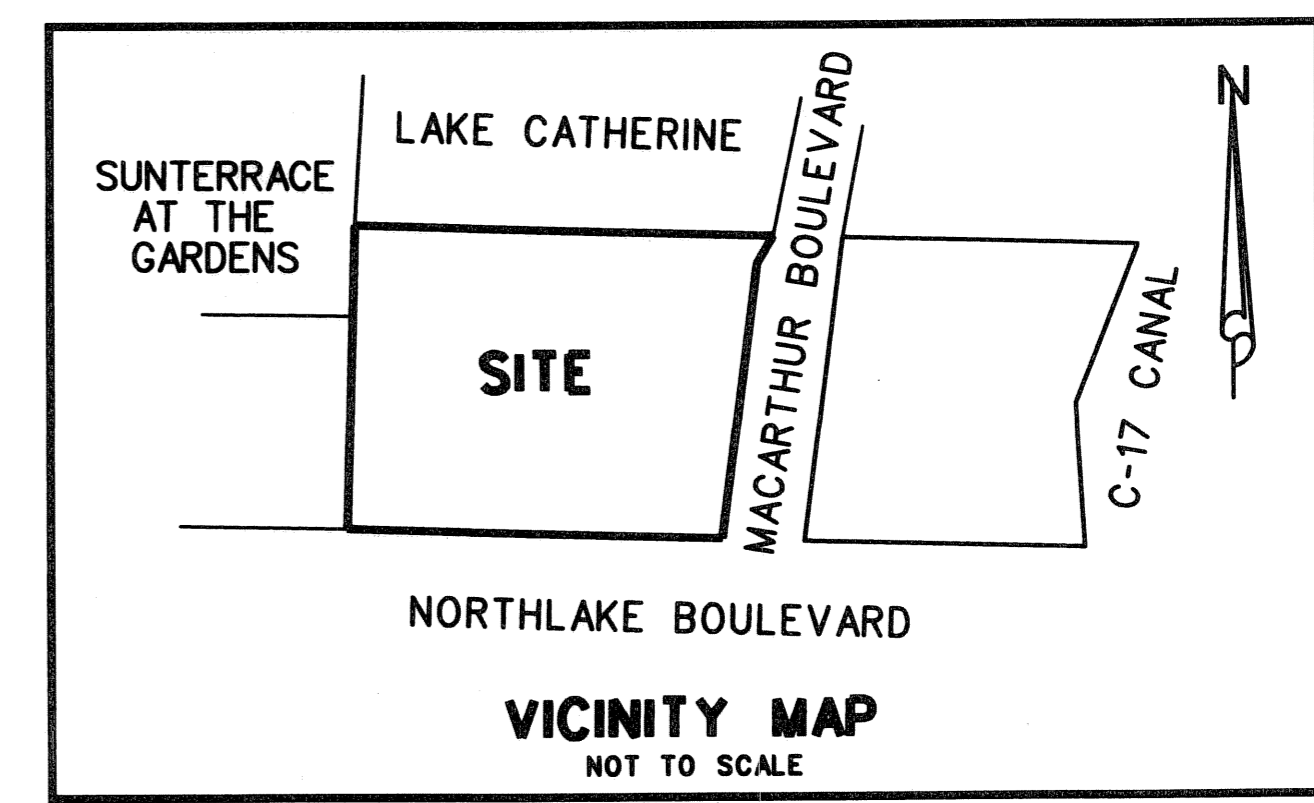 LAKE CATHERINE
N
SUNTERRACE
AT THE
GARDENS
MACARTHUR BOULEVARD
SITE
C-17 CANAL
NORTHLAKE BOULEVARD
VICINITY MAP
NOT TO SCALE